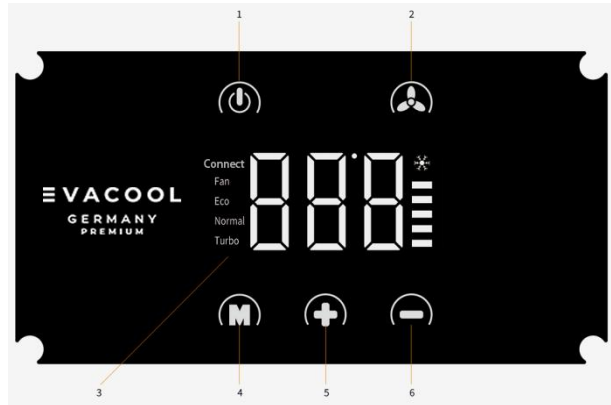 1
2
Connect
Fan
Eco
Normal
Turbo
888
EVACOOL
GERMANY
PREMIUM
M
3
4
5
6